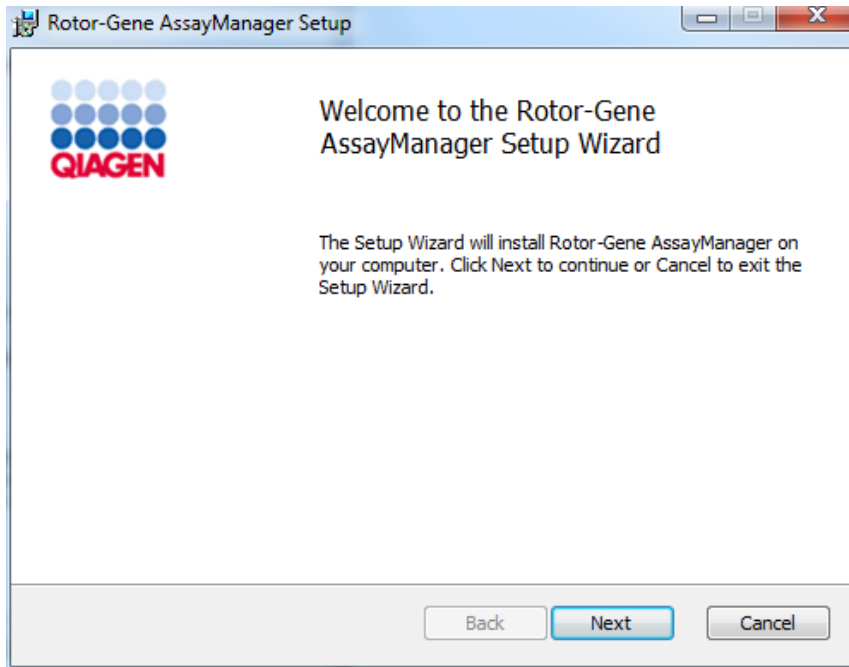 Rotor-Gene AssayManager Setup
QIAGEN
Welcome to the Rotor-Gene
AssayManager Setup Wizard
The Setup Wizard will install Rotor-Gene AssayManager on
your computer. Click Next to continue or Cancel to exit the
Setup Wizard.
Back Next Cancel